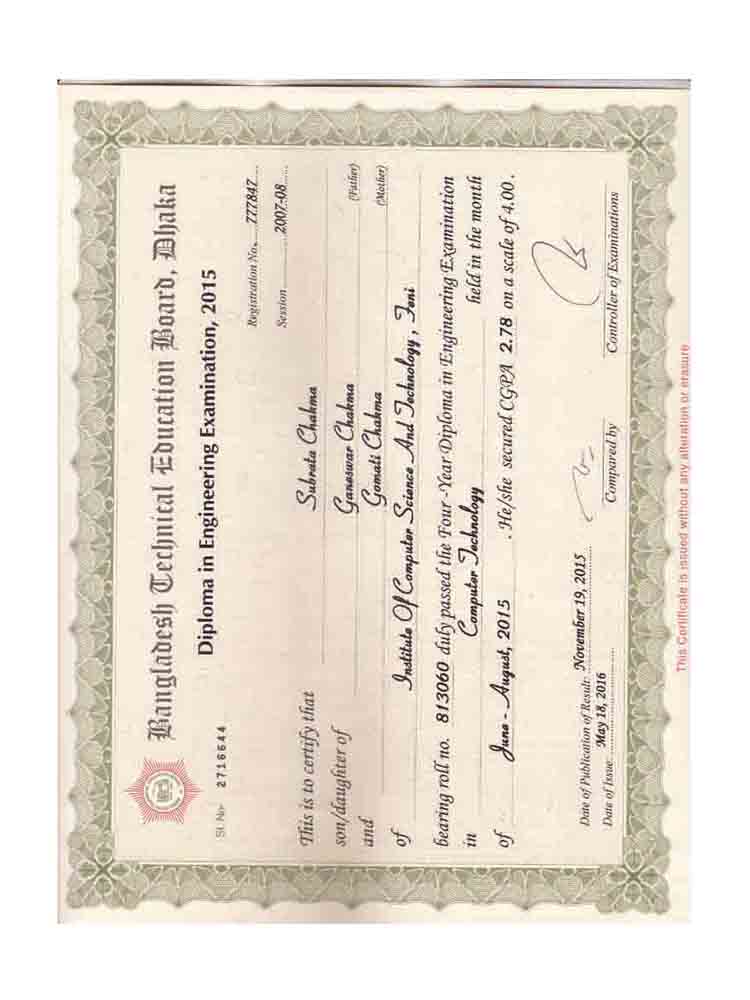 Bangladesh Technical Education Board, Dhaka
Diploma in Engineering Examination, 2015
Sl. No. 2716644
Registration No. 777847
Session 2007-08
This is to certify that Subrata Chakma
son/daughter of Ganeswar Chakma (Father)
and Gomati Chakma (Mother)
of Institute Of Computer Science And Technology, Feni
bearing roll no. 813060 duly passed the Four-Year Diploma in Engineering Examination
in Computer Technology held in the month
of June - August, 2015 . He/she secured CGPA 2.78 on a scale of 4.00.
Date of Publication of Result: November 19, 2015
Date of Issue: May 18, 2016
Compared by
Controller of Examinations
This Certificate is issued without any alteration or erasure